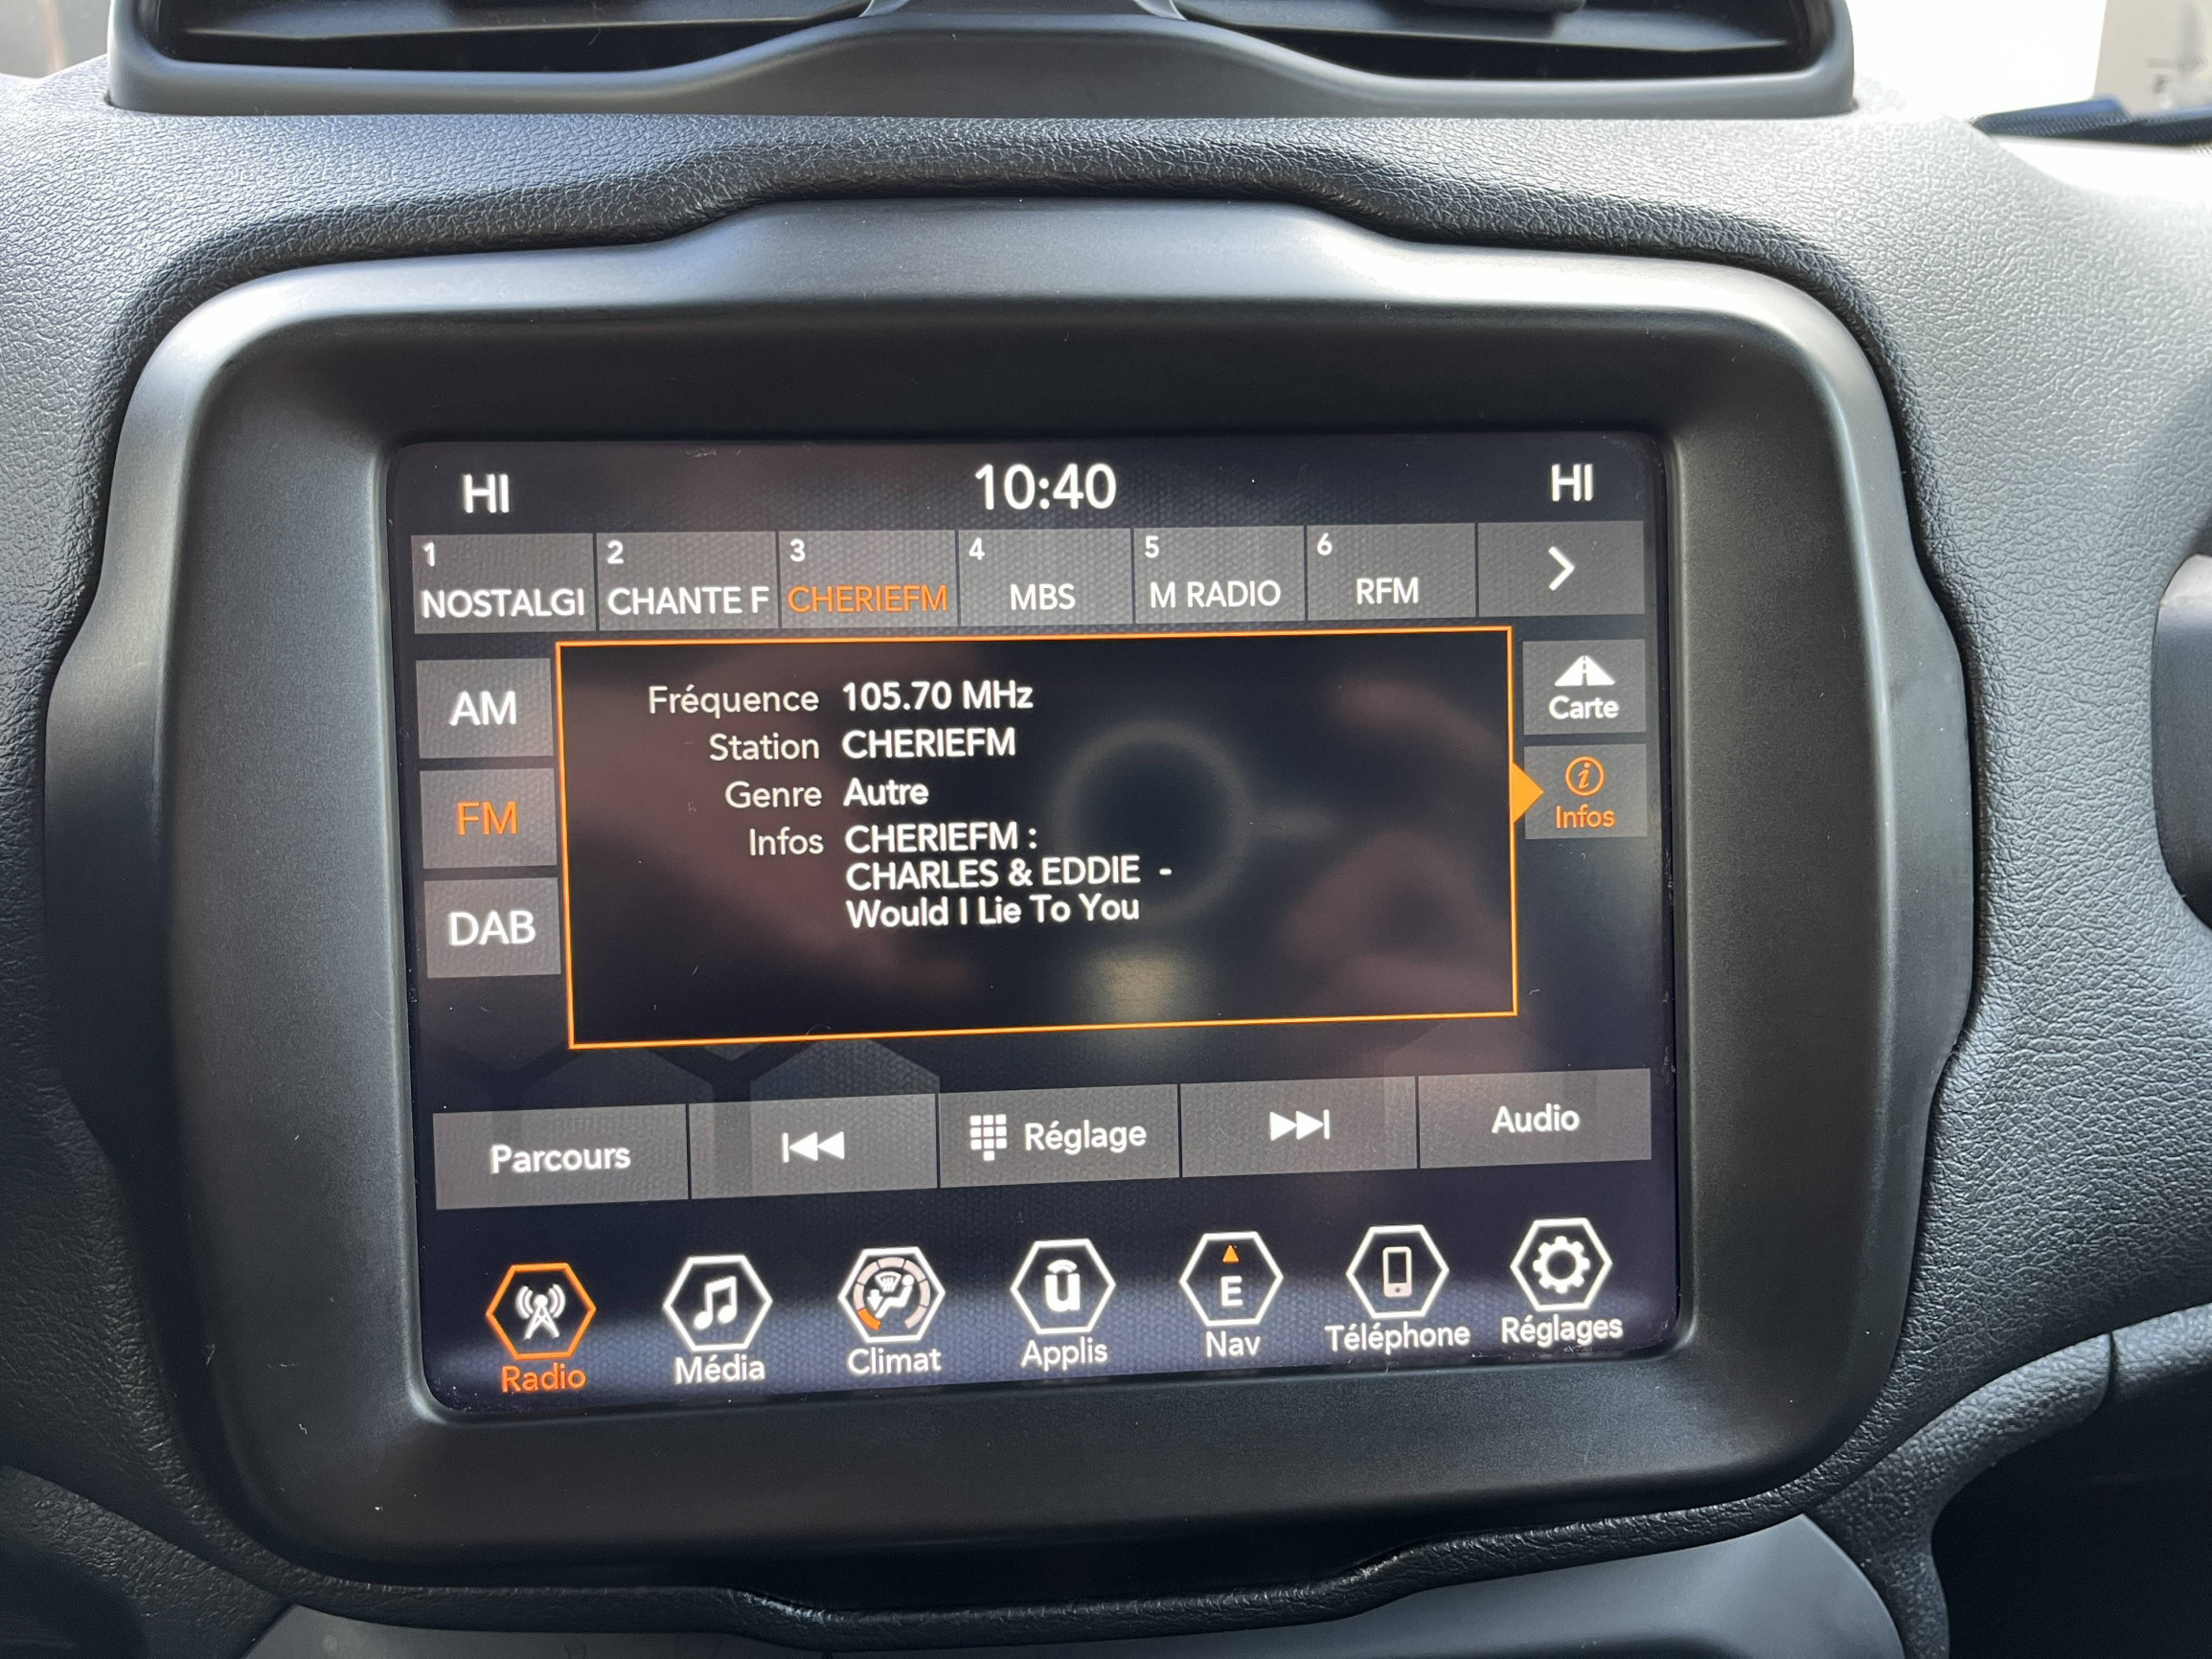 HI 10:40 HI
1 2 3 4 5 6
NOSTALGI CHANTE F CHERIEFM MBS M RADIO RFM
AM
FM
DAB
Fréquence 105.70 MHz
Station CHERIEFM
Genre Autre
Infos CHERIEFM :
CHARLES & EDDIE -
Would I Lie To You
Carte
i
Infos
Parcours Réglage Audio
u E
Radio Média Climat Applis Nav Téléphone Réglages